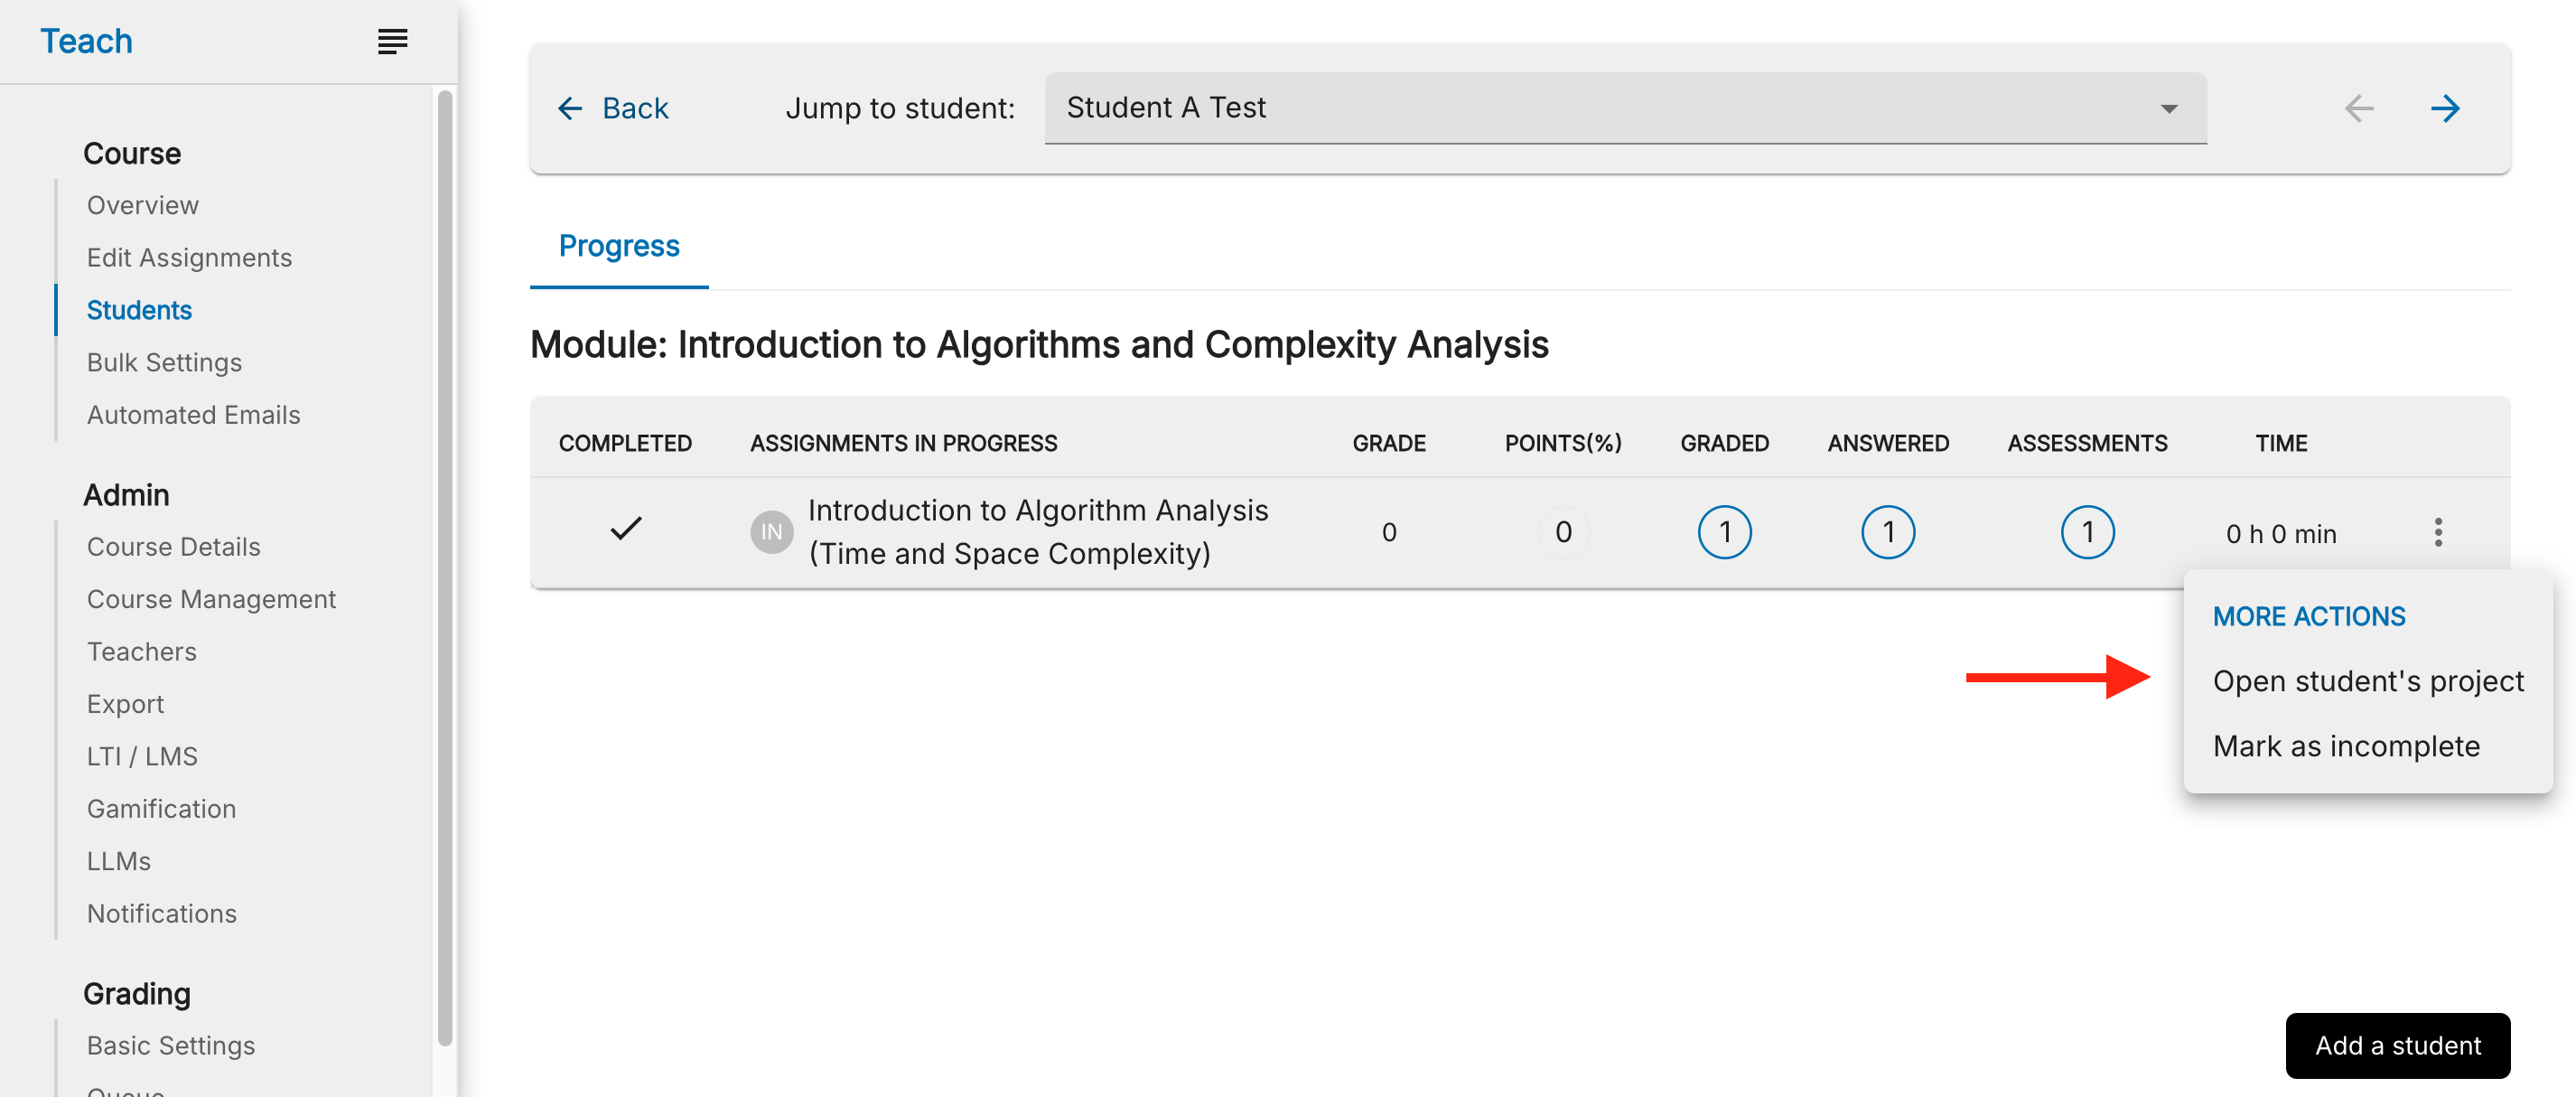 Teach
Course
Overview
Edit Assignments
Students
Bulk Settings
Automated Emails
Admin
Course Details
Course Management
Teachers
Export
LTI / LMS
Gamification
LLMs
Notifications
Grading
Basic Settings
Back
Jump to student:
Student A Test
Progress
Module: Introduction to Algorithms and Complexity Analysis
COMPLETED ASSIGNMENTS IN PROGRESS GRADE POINTS(%) GRADED ANSWERED ASSESSMENTS TIME
IN
Introduction to Algorithm Analysis
(Time and Space Complexity)
0 0 1 1 1 0 h 0 min
MORE ACTIONS
Open student's project
Mark as incomplete
Add a student